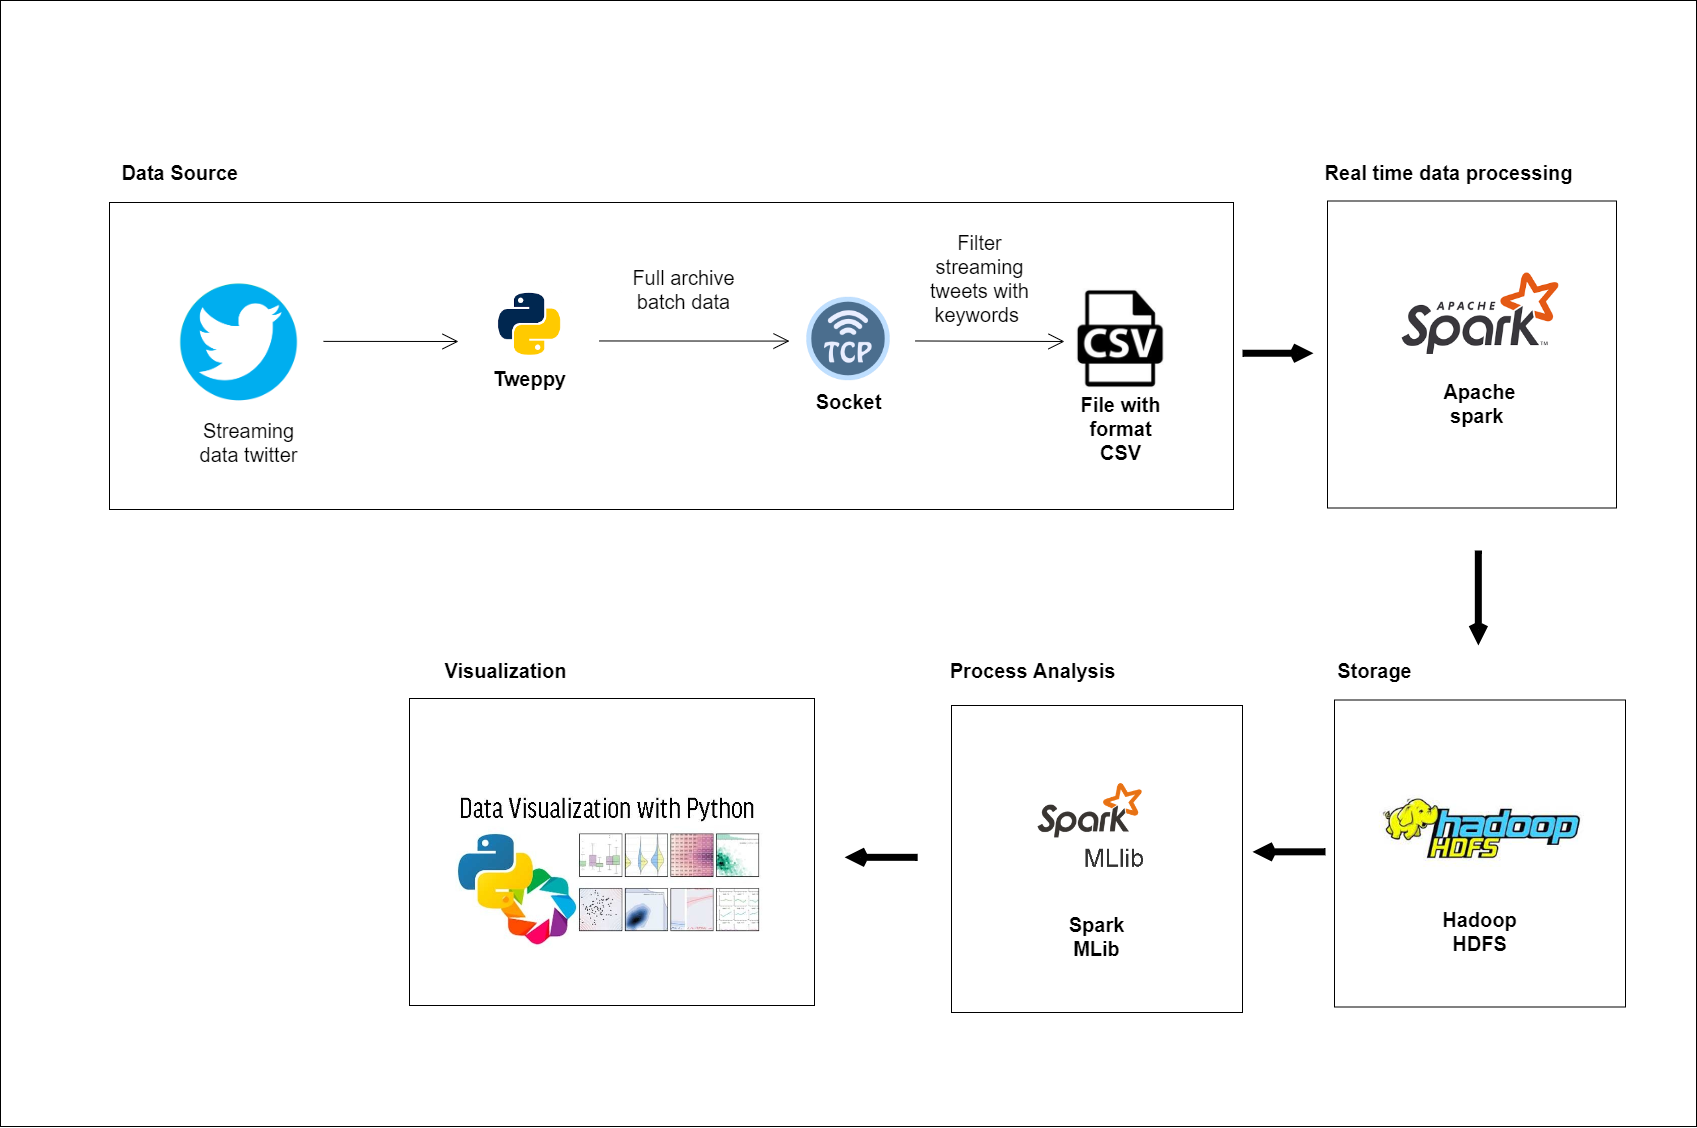 Data Source
Real time data processing
Streaming
data twitter
Tweppy
Full archive
batch data
TCP
Socket
Filter
streaming
tweets with
keywords
CSV
File with
format
CSV
APACHE
Spark™
Apache
spark
Visualization
Process Analysis
Storage
Data Visualization with Python
Spark
MLlib
Spark
MLib
hadoop
HDFS
Hadoop
HDFS